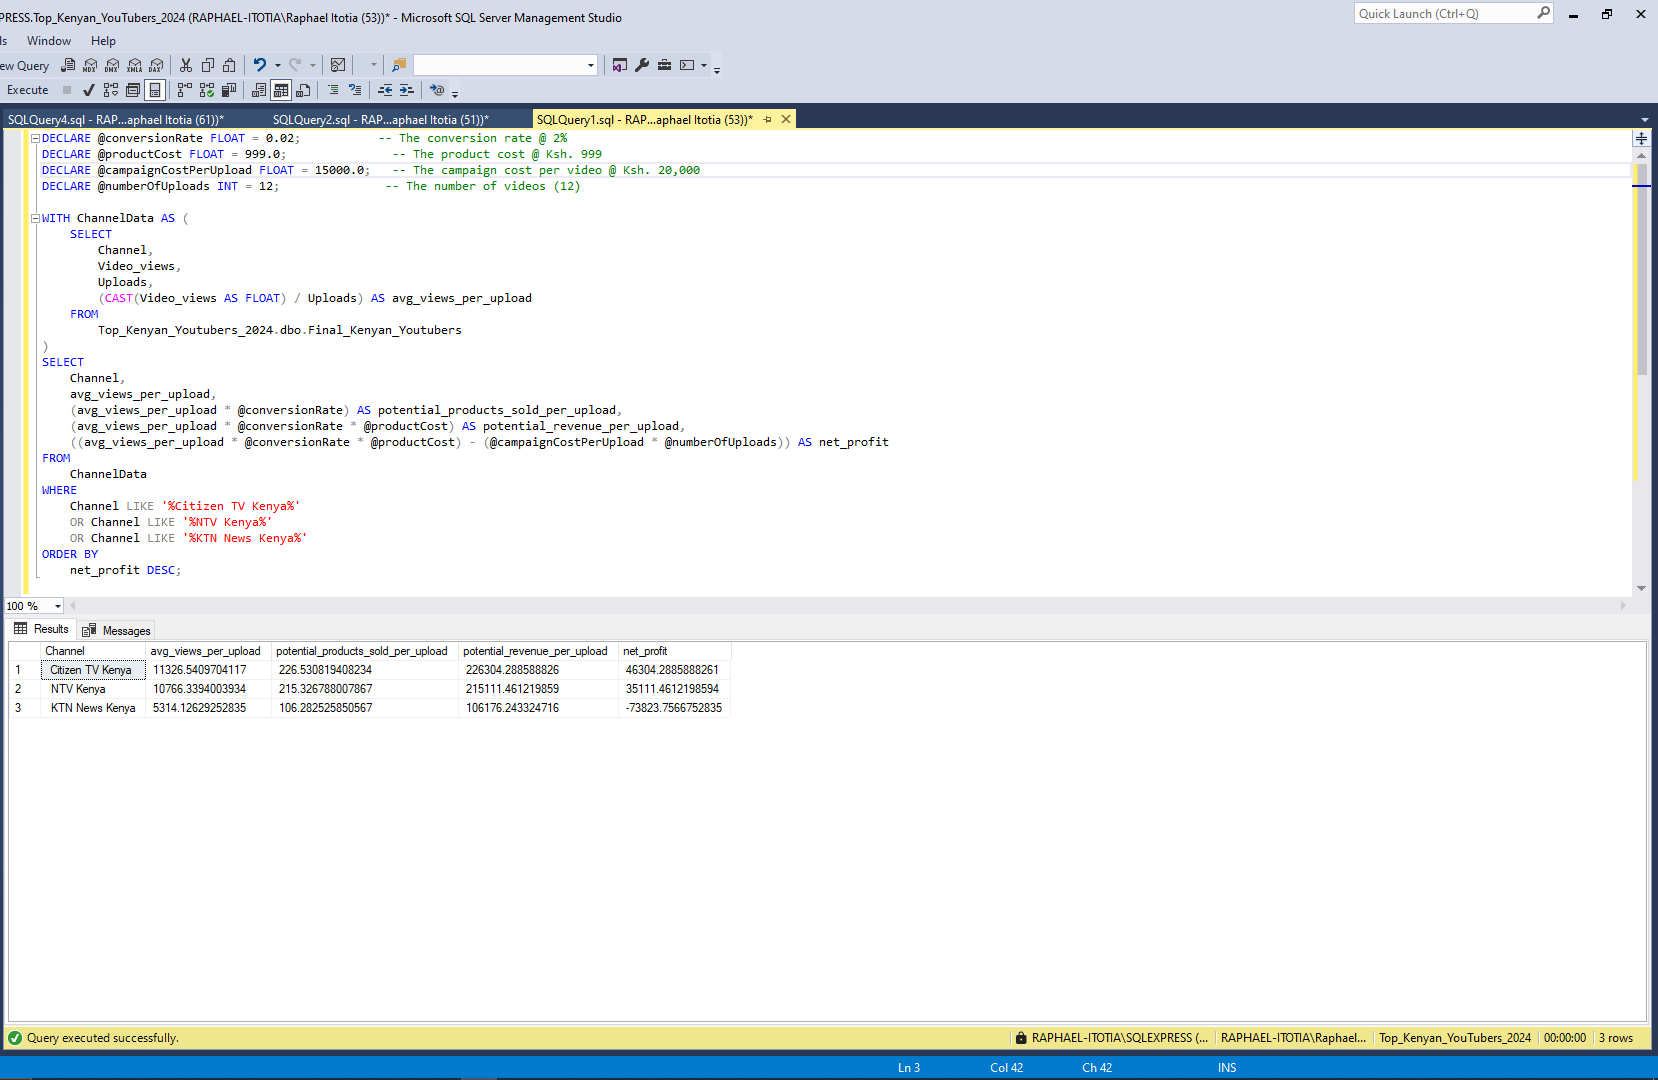 PRESS.Top_Kenyan_YouTubers_2024 (RAPHAEL-ITOTIA\Raphael Itotia (53))* - Microsoft SQL Server Management Studio
Quick Launch (Ctrl+Q)
ls Window Help
ew Query
MDX DMX XMLA DAX
Execute
SQLQuery4.sql - RAP...aphael Itotia (61))* SQLQuery2.sql - RAP...aphael Itotia (51))* SQLQuery1.sql - RAP...aphael Itotia (53))*
DECLARE @conversionRate FLOAT = 0.02; -- The conversion rate @ 2%
DECLARE @productCost FLOAT = 999.0; -- The product cost @ Ksh. 999
DECLARE @campaignCostPerUpload FLOAT = 15000.0; -- The campaign cost per video @ Ksh. 20,000
DECLARE @numberOfUploads INT = 12; -- The number of videos (12)
WITH ChannelData AS (
SELECT
Channel,
Video_views,
Uploads,
(CAST(Video_views AS FLOAT) / Uploads) AS avg_views_per_upload
FROM
Top_Kenyan_Youtubers_2024.dbo.Final_Kenyan_Youtubers
)
SELECT
Channel,
avg_views_per_upload,
(avg_views_per_upload * @conversionRate) AS potential_products_sold_per_upload,
(avg_views_per_upload * @conversionRate * @productCost) AS potential_revenue_per_upload,
((avg_views_per_upload * @conversionRate * @productCost) - (@campaignCostPerUpload * @numberOfUploads)) AS net_profit
FROM
ChannelData
WHERE
Channel LIKE '%Citizen TV Kenya%'
OR Channel LIKE '%NTV Kenya%'
OR Channel LIKE '%KTN News Kenya%'
ORDER BY
net_profit DESC;
100 %
Results Messages
Channel avg_views_per_upload potential_products_sold_per_upload potential_revenue_per_upload net_profit
1 Citizen TV Kenya 11326.5409704117 226.530819408234 226304.288588826 46304.2885888261
2 NTV Kenya 10766.3394003934 215.326788007867 215111.461219859 35111.4612198594
3 KTN News Kenya 5314.12629252835 106.282525850567 106176.243324716 -73823.7566752835
Query executed successfully. RAPHAEL-ITOTIA\SQLEXPRESS (... RAPHAEL-ITOTIA\Raphael... Top_Kenyan_YouTubers_2024 00:00:00 3 rows
Ln 3 Col 42 Ch 42 INS